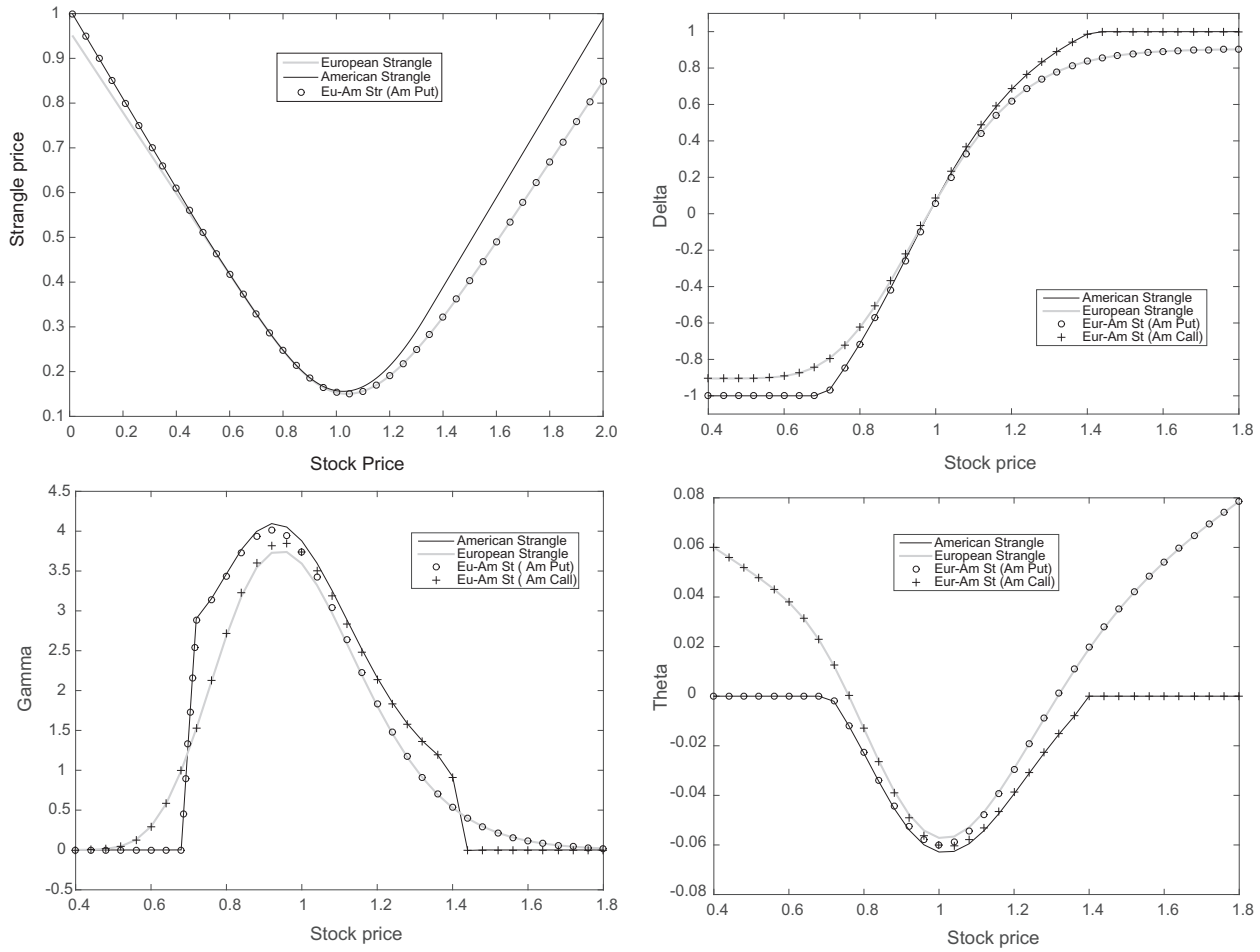 1
0.9
0.8
0.7
0.6
0.5
0.4
0.3
0.2
0.1
0 0.2 0.4 0.6 0.8 1.0 1.2 1.4 1.6 1.8 2.0
Strangle price
Stock Price
European Strangle
American Strangle
Eu-Am Str (Am Put)
1
0.8
0.6
0.4
0.2
0
-0.2
-0.4
-0.6
-0.8
-1
0.4 0.6 0.8 1 1.2 1.4 1.6 1.8
Delta
Stock price
American Strangle
European Strangle
Eur-Am St (Am Put)
Eur-Am St (Am Call)
4.5
4
3.5
3
2.5
2
1.5
1
0.5
0
-0.5
0.4 0.6 0.8 1.0 1.2 1.4 1.6 1.8
Gamma
Stock price
American Strangle
European Strangle
Eu-Am St ( Am Put)
Eu-Am St ( Am Call)
0.08
0.06
0.04
0.02
0
-0.02
-0.04
-0.06
-0.08
0.4 0.6 0.8 1 1.2 1.4 1.6 1.8
Theta
Stock price
American Strangle
European Strangle
Eur-Am St (Am Put)
Eur-Am St (Am Call)